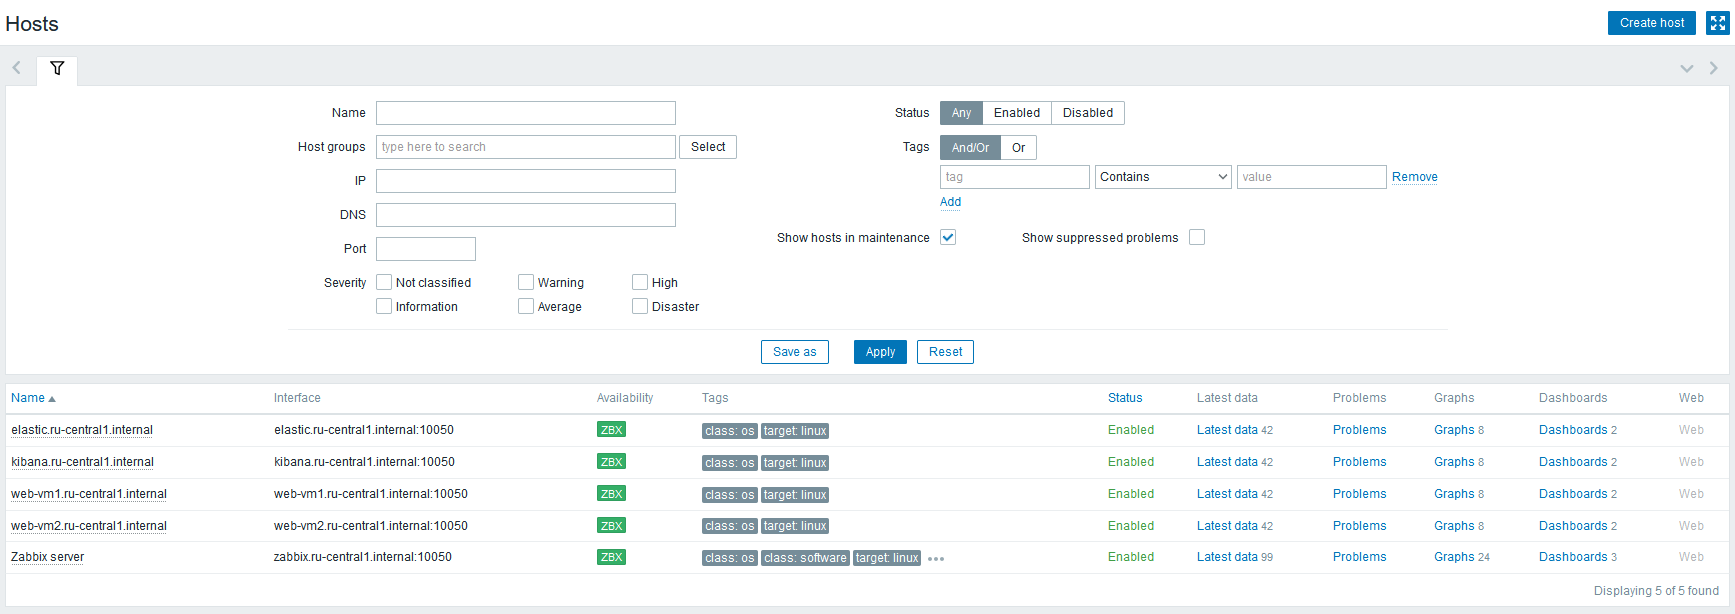 Hosts
Create host
Name
Status Any Enabled Disabled
Host groups type here to search Select
Tags And/Or Or
IP
tag Contains value Remove
DNS
Add
Port
Show hosts in maintenance Show suppressed problems
Severity Not classified Warning High
Information Average Disaster
Save as Apply Reset
Name Interface Availability Tags Status Latest data Problems Graphs Dashboards Web
elastic.ru-central1.internal elastic.ru-central1.internal:10050 ZBX class: os target: linux Enabled Latest data 42 Problems Graphs 8 Dashboards 2 Web
kibana.ru-central1.internal kibana.ru-central1.internal:10050 ZBX class: os target: linux Enabled Latest data 42 Problems Graphs 8 Dashboards 2 Web
web-vm1.ru-central1.internal web-vm1.ru-central1.internal:10050 ZBX class: os target: linux Enabled Latest data 42 Problems Graphs 8 Dashboards 2 Web
web-vm2.ru-central1.internal web-vm2.ru-central1.internal:10050 ZBX class: os target: linux Enabled Latest data 42 Problems Graphs 8 Dashboards 2 Web
Zabbix server zabbix.ru-central1.internal:10050 ZBX class: os class: software target: linux ••• Enabled Latest data 99 Problems Graphs 24 Dashboards 3 Web
Displaying 5 of 5 found